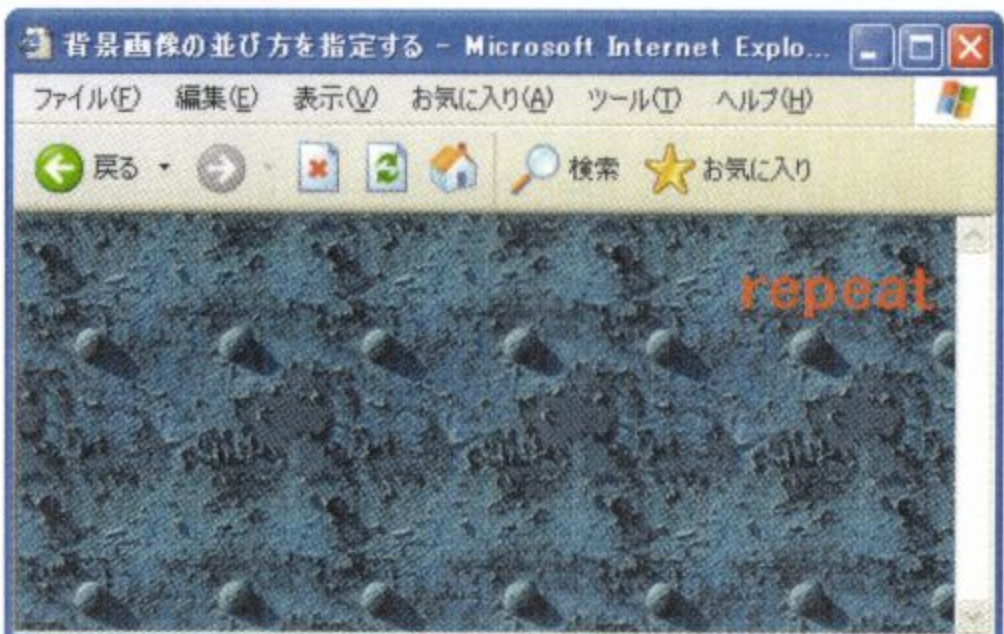 背景画像の並び方を指定する - Microsoft Internet Explo...
ファイル(F) 編集(E) 表示(V) お気に入り(A) ツール(T) ヘルプ(H)
戻る 検索 お気に入り
repeat